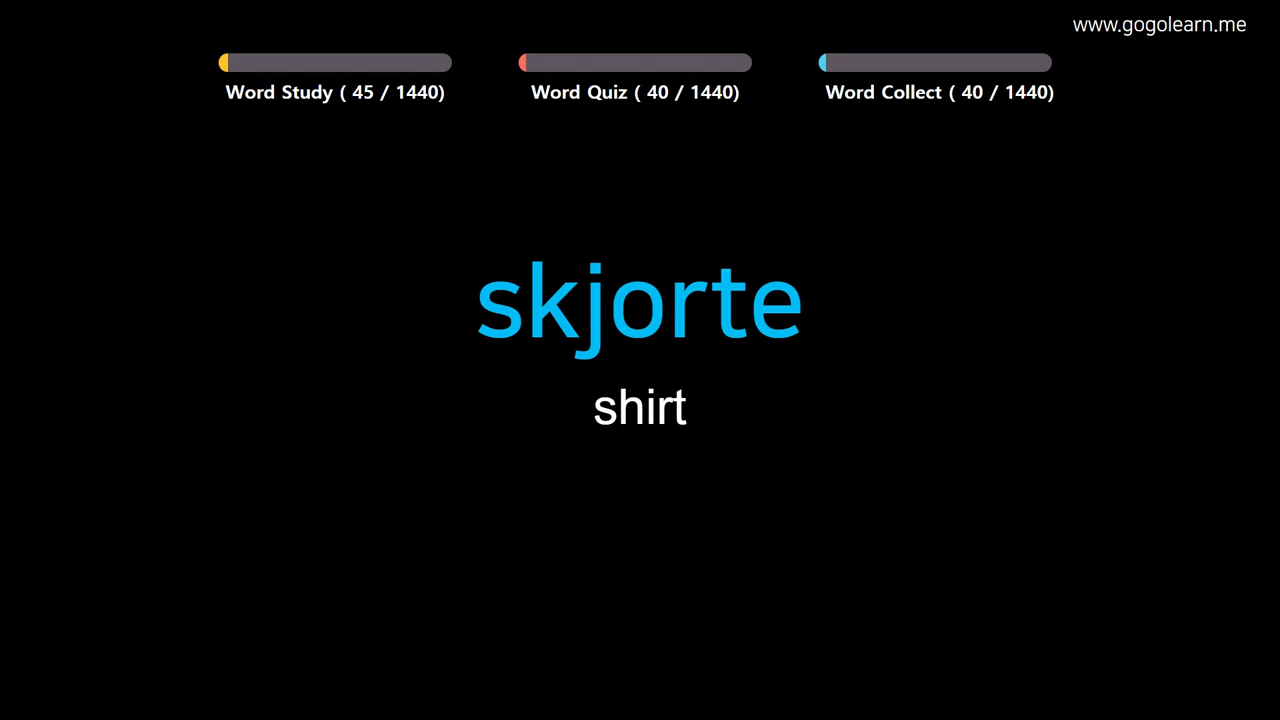 www.gogolearn.me
Word Study ( 45 / 1440)
Word Quiz ( 40 / 1440)
Word Collect ( 40 / 1440)
skjorte
shirt